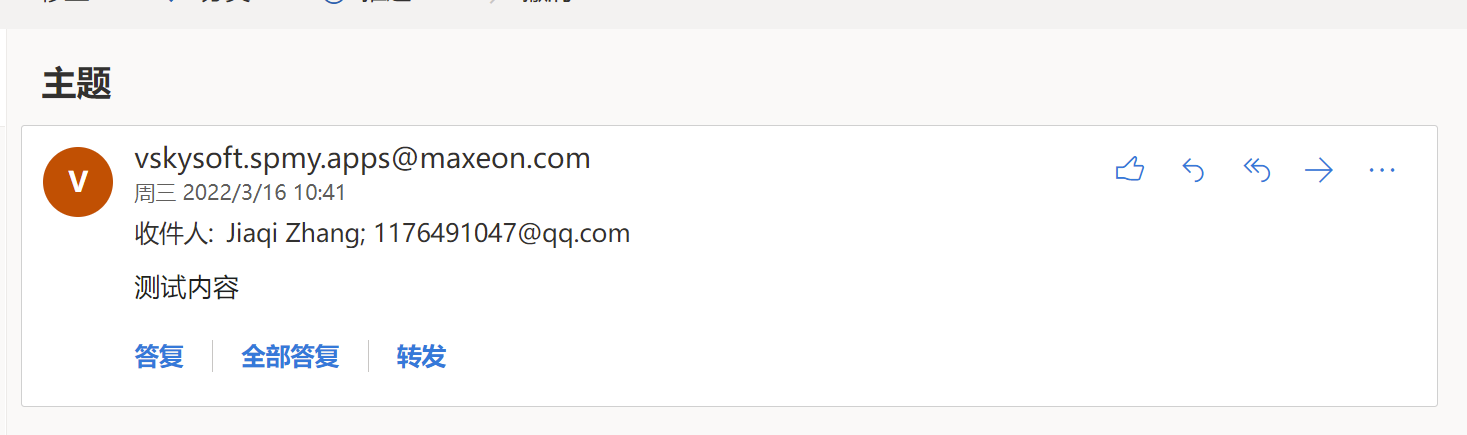 主题
V
vskysoft.spmy.apps@maxeon.com
周三 2022/3/16 10:41
收件人: Jiaqi Zhang; 1176491047@qq.com
测试内容
答复 全部答复 转发